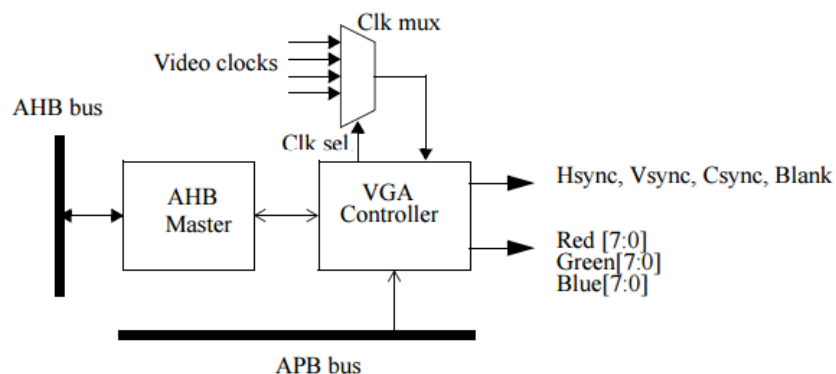 Clk mux
Video clocks
AHB bus
Clk sel
VGA
Controller
AHB
Master
Hsync, Vsync, Csync, Blank
Red [7:0]
Green[7:0]
Blue[7:0]
APB bus